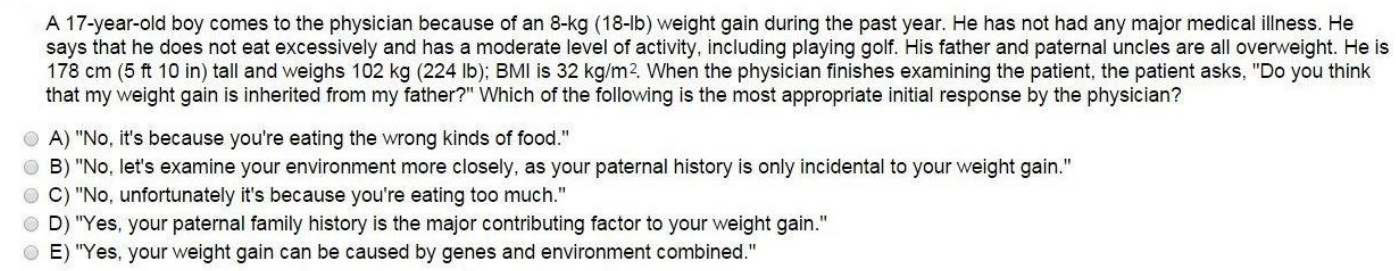 A 17-year-old boy comes to the physician because of an 8-kg (18-lb) weight gain during the past year. He has not had any major medical illness. He
says that he does not eat excessively and has a moderate level of activity, including playing golf. His father and paternal uncles are all overweight. He is
178 cm (5 ft 10 in) tall and weighs 102 kg (224 lb); BMI is 32 kg/m². When the physician finishes examining the patient, the patient asks, "Do you think
that my weight gain is inherited from my father?" Which of the following is the most appropriate initial response by the physician?
A) "No, it's because you're eating the wrong kinds of food."
B) "No, let's examine your environment more closely, as your paternal history is only incidental to your weight gain."
C) "No, unfortunately it's because you're eating too much."
D) "Yes, your paternal family history is the major contributing factor to your weight gain."
E) "Yes, your weight gain can be caused by genes and environment combined."